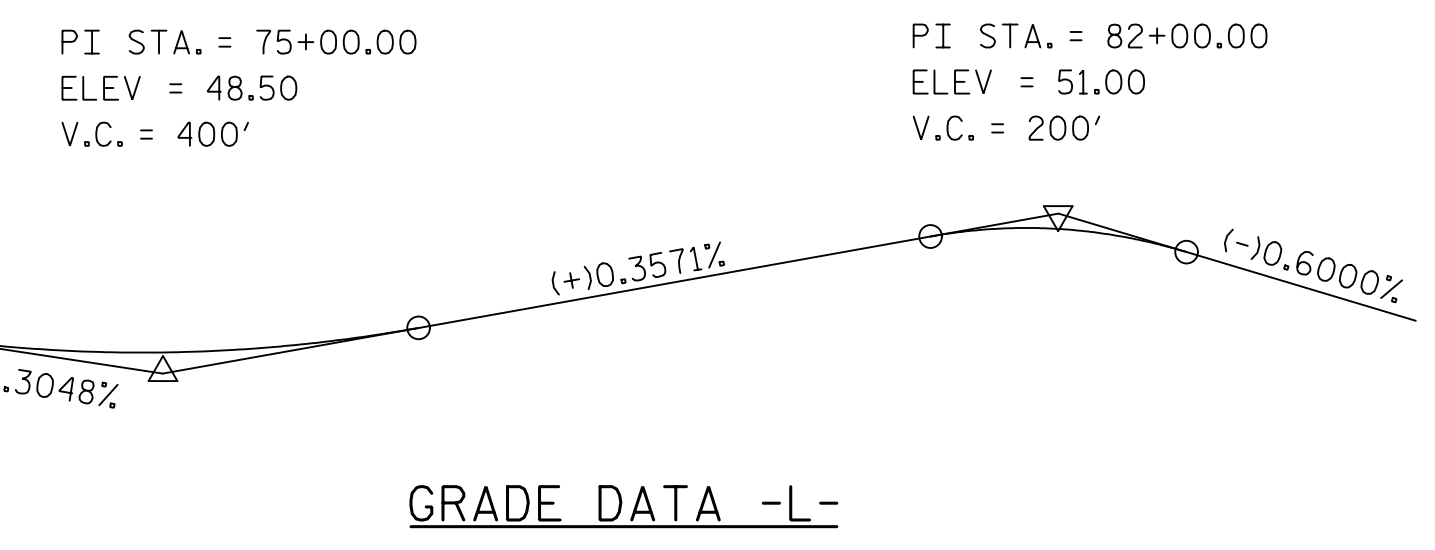 PI STA. = 75+00.00
ELEV = 48.50
V.C. = 400'
PI STA. = 82+00.00
ELEV = 51.00
V.C. = 200'
(+)0.3571%
(-)0.6000%
.3048%
GRADE DATA -L-